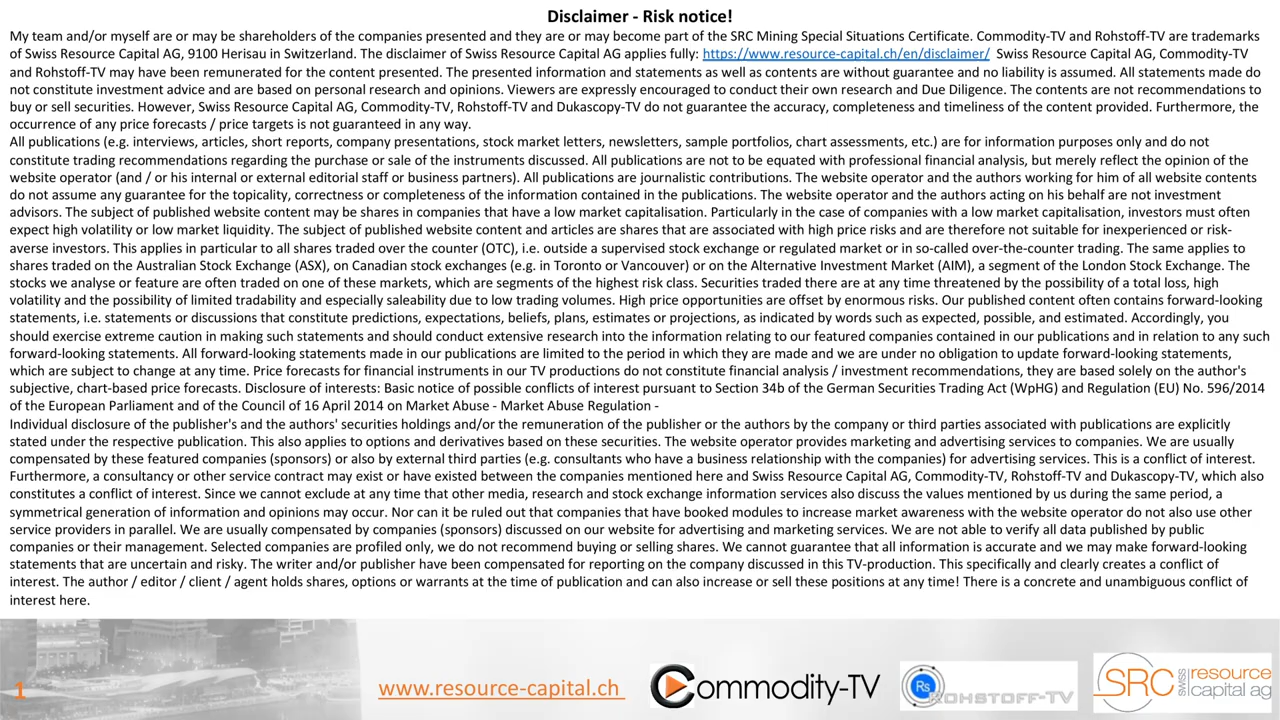 Disclaimer - Risk notice!
My team and/or myself are or may be shareholders of the companies presented and they are or may become part of the SRC Mining Special Situations Certificate. Commodity-TV and Rohstoff-TV are trademarks
of Swiss Resource Capital AG, 9100 Herisau in Switzerland. The disclaimer of Swiss Resource Capital AG applies fully: https://www.resource-capital.ch/en/disclaimer/ Swiss Resource Capital AG, Commodity-TV
and Rohstoff-TV may have been remunerated for the content presented. The presented information and statements as well as contents are without guarantee and no liability is assumed. All statements made do
not constitute investment advice and are based on personal research and opinions. Viewers are expressly encouraged to conduct their own research and Due Diligence. The contents are not recommendations to
buy or sell securities. However, Swiss Resource Capital AG, Commodity-TV, Rohstoff-TV and Dukascopy-TV do not guarantee the accuracy, completeness and timeliness of the content provided. Furthermore, the
occurrence of any price forecasts / price targets is not guaranteed in any way.
All publications (e.g. interviews, articles, short reports, company presentations, stock market letters, newsletters, sample portfolios, chart assessments, etc.) are for information purposes only and do not
constitute trading recommendations regarding the purchase or sale of the instruments discussed. All publications are not to be equated with professional financial analysis, but merely reflect the opinion of the
website operator (and / or his internal or external editorial staff or business partners). All publications are journalistic contributions. The website operator and the authors working for him of all website contents
do not assume any guarantee for the topicality, correctness or completeness of the information contained in the publications. The website operator and the authors acting on his behalf are not investment
advisors. The subject of published website content may be shares in companies that have a low market capitalisation. Particularly in the case of companies with a low market capitalisation, investors must often
expect high volatility or low market liquidity. The subject of published website content and articles are shares that are associated with high price risks and are therefore not suitable for inexperienced or risk-
averse investors. This applies in particular to all shares traded over the counter (OTC), i.e. outside a supervised stock exchange or regulated market or in so-called over-the-counter trading. The same applies to
shares traded on the Australian Stock Exchange (ASX), on Canadian stock exchanges (e.g. in Toronto or Vancouver) or on the Alternative Investment Market (AIM), a segment of the London Stock Exchange. The
stocks we analyse or feature are often traded on one of these markets, which are segments of the highest risk class. Securities traded there are at any time threatened by the possibility of a total loss, high
volatility and the possibility of limited tradability and especially saleability due to low trading volumes. High price opportunities are offset by enormous risks. Our published content often contains forward-looking
statements, i.e. statements or discussions that constitute predictions, expectations, beliefs, plans, estimates or projections, as indicated by words such as expected, possible, and estimated. Accordingly, you
should exercise extreme caution in making such statements and should conduct extensive research into the information relating to our featured companies contained in our publications and in relation to any such
forward-looking statements. All forward-looking statements made in our publications are limited to the period in which they are made and we are under no obligation to update forward-looking statements,
which are subject to change at any time. Price forecasts for financial instruments in our TV productions do not constitute financial analysis / investment recommendations, they are based solely on the author's
subjective, chart-based price forecasts. Disclosure of interests: Basic notice of possible conflicts of interest pursuant to Section 34b of the German Securities Trading Act (WpHG) and Regulation (EU) No. 596/2014
of the European Parliament and of the Council of 16 April 2014 on Market Abuse - Market Abuse Regulation -
Individual disclosure of the publisher's and the authors' securities holdings and/or the remuneration of the publisher or the authors by the company or third parties associated with publications are explicitly
stated under the respective publication. This also applies to options and derivatives based on these securities. The website operator provides marketing and advertising services to companies. We are usually
compensated by these featured companies (sponsors) or also by external third parties (e.g. consultants who have a business relationship with the companies) for advertising services. This is a conflict of interest.
Furthermore, a consultancy or other service contract may exist or have existed between the companies mentioned here and Swiss Resource Capital AG, Commodity-TV, Rohstoff-TV and Dukascopy-TV, which also
constitutes a conflict of interest. Since we cannot exclude at any time that other media, research and stock exchange information services also discuss the values mentioned by us during the same period, a
symmetrical generation of information and opinions may occur. Nor can it be ruled out that companies that have booked modules to increase market awareness with the website operator do not also use other
service providers in parallel. We are usually compensated by companies (sponsors) discussed on our website for advertising and marketing services. We are not able to verify all data published by public
companies or their management. Selected companies are profiled only, we do not recommend buying or selling shares. We cannot guarantee that all information is accurate and we may make forward-looking
statements that are uncertain and risky. The writer and/or publisher have been compensated for reporting on the company discussed in this TV-production. This specifically and clearly creates a conflict of
interest. The author / editor / client / agent holds shares, options or warrants at the time of publication and can also increase or sell these positions at any time! There is a concrete and unambiguous conflict of
interest here.
1
www.resource-capital.ch
Commodity-TV
Rs ROHSTOFF-TV
SRC swiss resource
capital ag